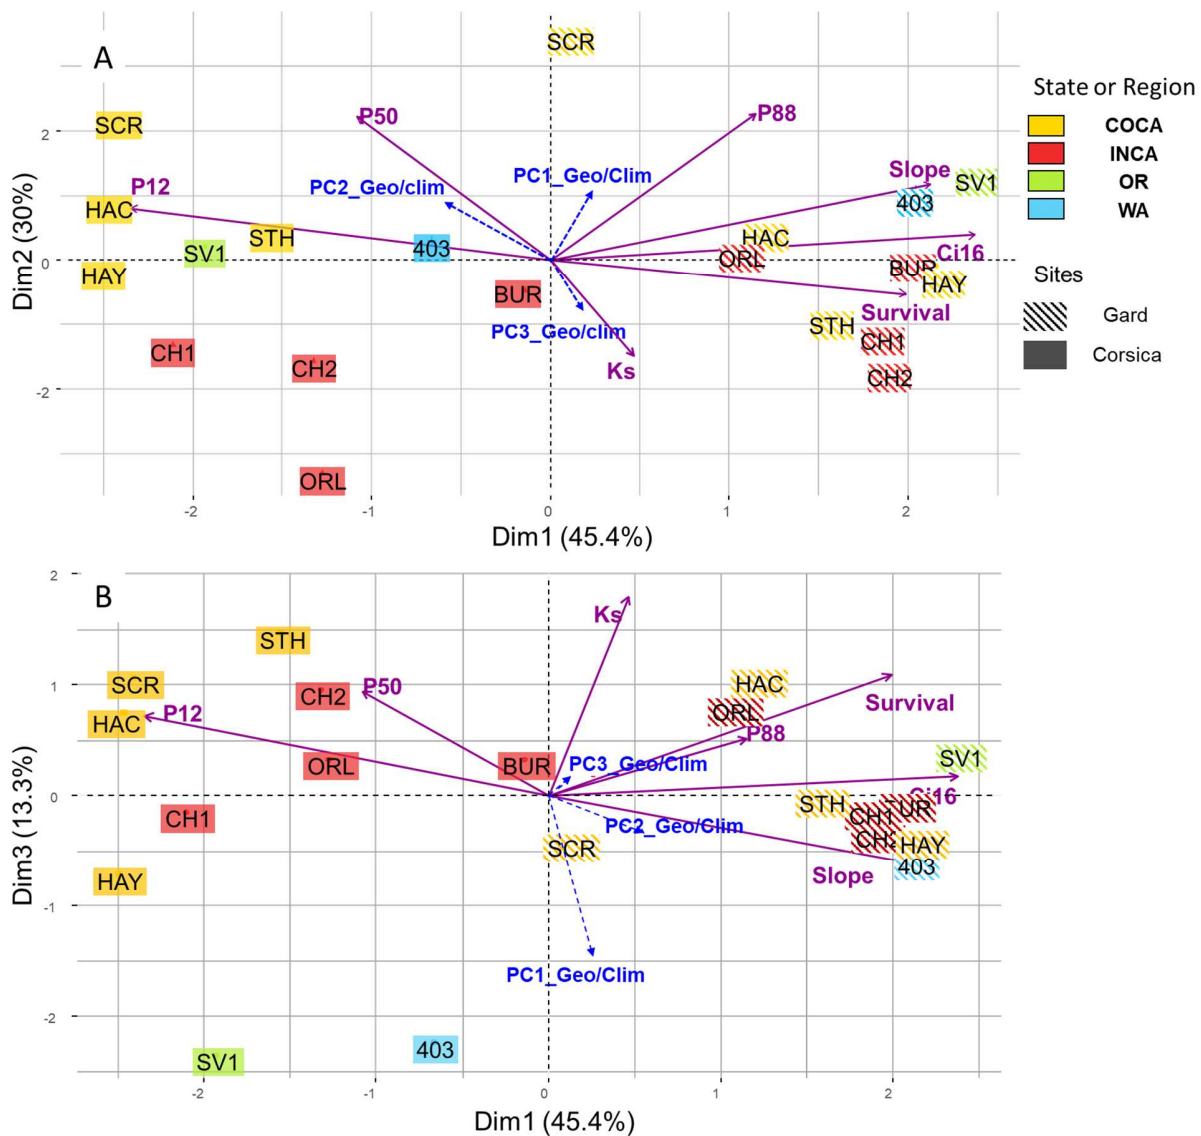 A
SCR
P50
P88
SCR
PC2_Geo/clim
PC1_Geo/Clim
Slope
SV1
P12
HAC
403
STH
HAC
SV1
403
ORL
Ci16
HAY
BUR
HAY
BUR
PC3_Geo/clim
Survival
STH
CH1
CH1
CH2
Ks
CH2
ORL
2
0
-2
Dim2 (30%)
-2
-1
0
1
2
Dim1 (45.4%)
State or Region
COCA
INCA
OR
WA
Sites
Gard
Corsica
B
STH
Ks
SCR
CH2
P50
HAC
HAC
P12
ORL
Survival
P88
ORL
BUR
PC3_Geo/Clim
SV1
CH1
STH
Ci16
CH1
BUR
PC2_Geo/Clim
SCR
CH2
HAY
HAY
Slope
403
PC1_Geo/Clim
SV1
403
2
1
0
-1
-2
Dim3 (13.3%)
-2
-1
0
1
2
Dim1 (45.4%)